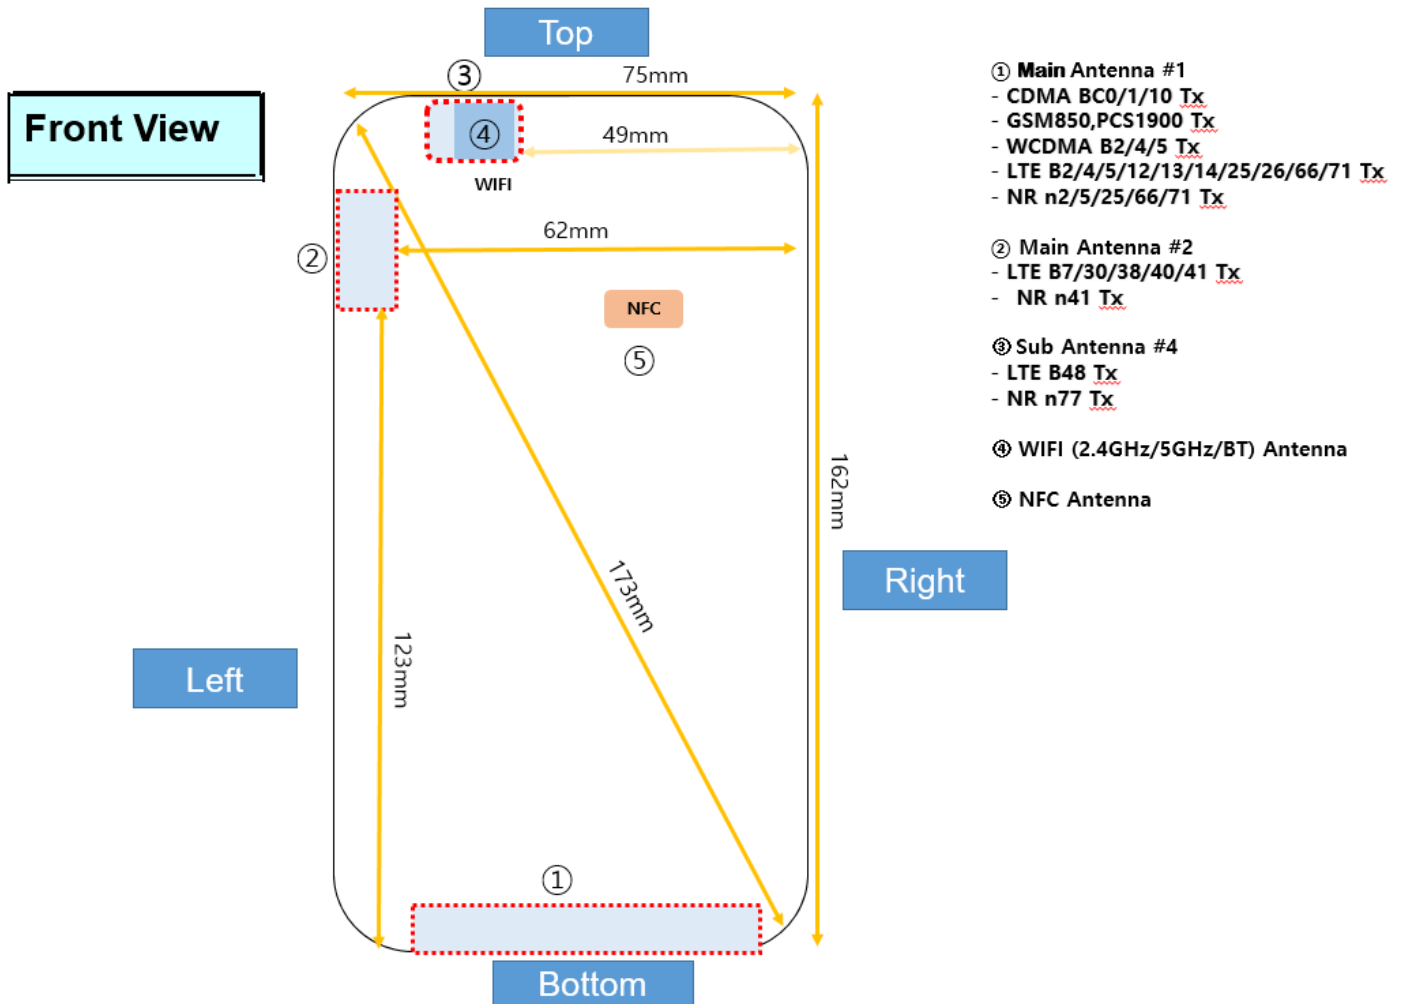 Top
③
75mm
Front View
④
49mm
WIFI
62mm
②
NFC
⑤
162mm
173mm
Right
123mm
Left
①
Bottom
① Main Antenna #1
- CDMA BC0/1/10 Tx
- GSM850,PCS1900 Tx
- WCDMA B2/4/5 Tx
- LTE B2/4/5/12/13/14/25/26/66/71 Tx
- NR n2/5/25/66/71 Tx
② Main Antenna #2
- LTE B7/30/38/40/41 Tx
- NR n41 Tx
③ Sub Antenna #4
- LTE B48 Tx
- NR n77 Tx
④ WIFI (2.4GHz/5GHz/BT) Antenna
⑤ NFC Antenna